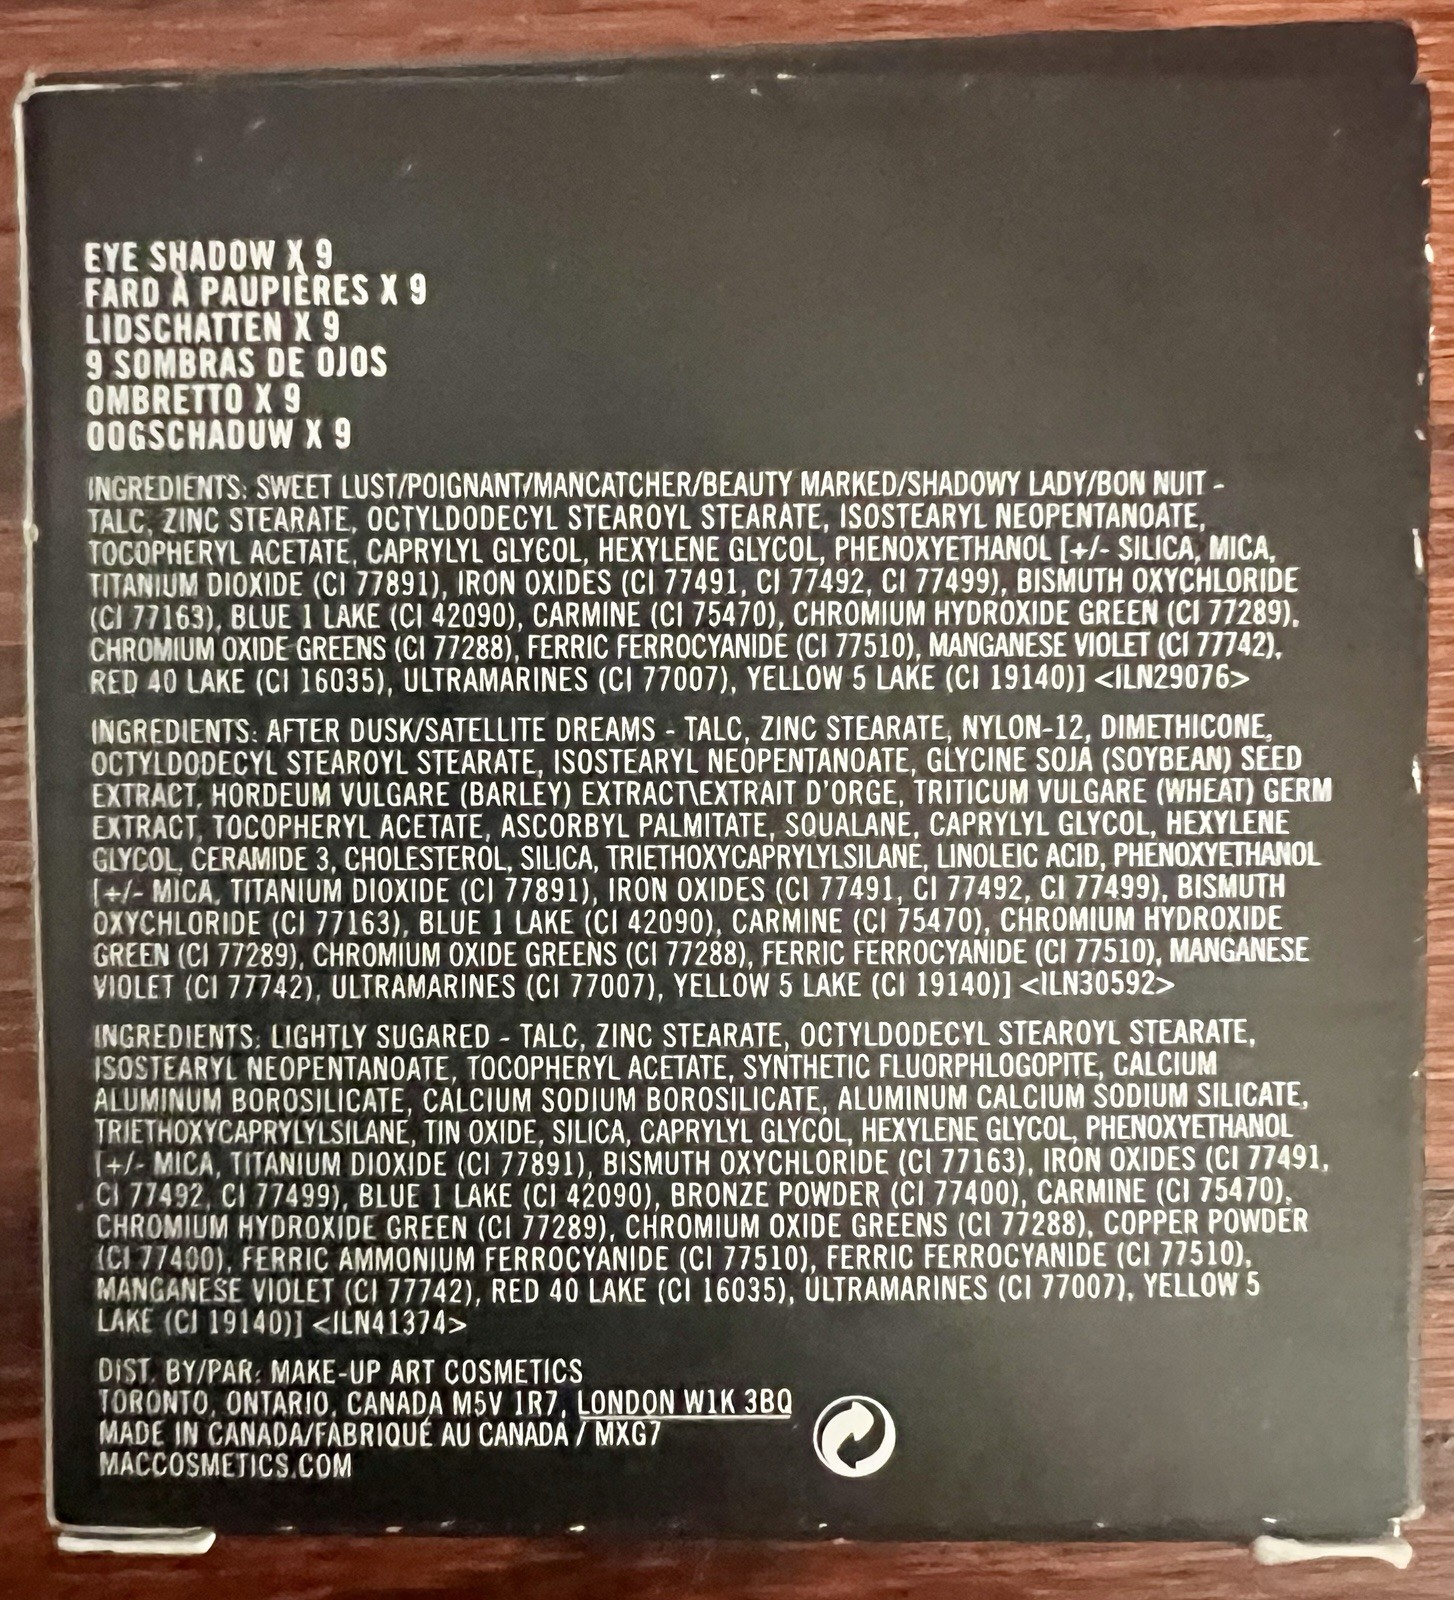 EYE SHADOW X 9
FARD À PAUPIÈRES X 9
LIDSCHATTEN X 9
9 SOMBRAS DE OJOS
OMBRETTO X 9
OOGSCHADUW X 9
INGREDIENTS: SWEET LUST/POIGNANT/MANCATCHER/BEAUTY MARKED/SHADOWY LADY/BON NUIT -
TALC, ZINC STEARATE, OCTYLDODECYL STEAROYL STEARATE, ISOSTEARYL NEOPENTANOATE,
TOCOPHERYL ACETATE, CAPRYLYL GLYCOL, HEXYLENE GLYCOL, PHENOXYETHANOL [+/- SILICA, MICA,
TITANIUM DIOXIDE (CI 77891), IRON OXIDES (CI 77491, CI 77492, CI 77499), BISMUTH OXYCHLORIDE
(CI 77163), BLUE 1 LAKE (CI 42090), CARMINE (CI 75470), CHROMIUM HYDROXIDE GREEN (CI 77289),
CHROMIUM OXIDE GREENS (CI 77288), FERRIC FERROCYANIDE (CI 77510), MANGANESE VIOLET (CI 77742),
RED 40 LAKE (CI 16035), ULTRAMARINES (CI 77007), YELLOW 5 LAKE (CI 19140)] <ILN29076>
INGREDIENTS: AFTER DUSK/SATELLITE DREAMS - TALC, ZINC STEARATE, NYLON-12, DIMETHICONE,
OCTYLDODECYL STEAROYL STEARATE, ISOSTEARYL NEOPENTANOATE, GLYCINE SOJA (SOYBEAN) SEED
EXTRACT, HORDEUM VULGARE (BARLEY) EXTRACT\EXTRAIT D'ORGE, TRITICUM VULGARE (WHEAT) GERM
EXTRACT, TOCOPHERYL ACETATE, ASCORBYL PALMITATE, SQUALANE, CAPRYLYL GLYCOL, HEXYLENE
GLYCOL, CERAMIDE 3, CHOLESTEROL, SILICA, TRIETHOXYCAPRYLYLSILANE, LINOLEIC ACID, PHENOXYETHANOL
[+/- MICA, TITANIUM DIOXIDE (CI 77891), IRON OXIDES (CI 77491, CI 77492, CI 77499), BISMUTH
OXYCHLORIDE (CI 77163), BLUE 1 LAKE (CI 42090), CARMINE (CI 75470), CHROMIUM HYDROXIDE
GREEN (CI 77289), CHROMIUM OXIDE GREENS (CI 77288), FERRIC FERROCYANIDE (CI 77510), MANGANESE
VIOLET (CI 77742), ULTRAMARINES (CI 77007), YELLOW 5 LAKE (CI 19140)] <ILN30592>
INGREDIENTS: LIGHTLY SUGARED - TALC, ZINC STEARATE, OCTYLDODECYL STEAROYL STEARATE,
ISOSTEARYL NEOPENTANOATE, TOCOPHERYL ACETATE, SYNTHETIC FLUORPHLOGOPITE, CALCIUM
ALUMINUM BOROSILICATE, CALCIUM SODIUM BOROSILICATE, ALUMINUM CALCIUM SODIUM SILICATE,
TRIETHOXYCAPRYLYLSILANE, TIN OXIDE, SILICA, CAPRYLYL GLYCOL, HEXYLENE GLYCOL, PHENOXYETHANOL
[+/- MICA, TITANIUM DIOXIDE (CI 77891), BISMUTH OXYCHLORIDE (CI 77163), IRON OXIDES (CI 77491,
CI 77492, CI 77499), BLUE 1 LAKE (CI 42090), BRONZE POWDER (CI 77400), CARMINE (CI 75470),
CHROMIUM HYDROXIDE GREEN (CI 77289), CHROMIUM OXIDE GREENS (CI 77288), COPPER POWDER
(CI 77400), FERRIC AMMONIUM FERROCYANIDE (CI 77510), FERRIC FERROCYANIDE (CI 77510),
MANGANESE VIOLET (CI 77742), RED 40 LAKE (CI 16035), ULTRAMARINES (CI 77007), YELLOW 5
LAKE (CI 19140)] <ILN41374>
DIST. BY/PAR: MAKE-UP ART COSMETICS
TORONTO, ONTARIO, CANADA M5V 1R7, LONDON W1K 3BQ
MADE IN CANADA/FABRIQUÉ AU CANADA / MXG7
MACCOSMETICS.COM